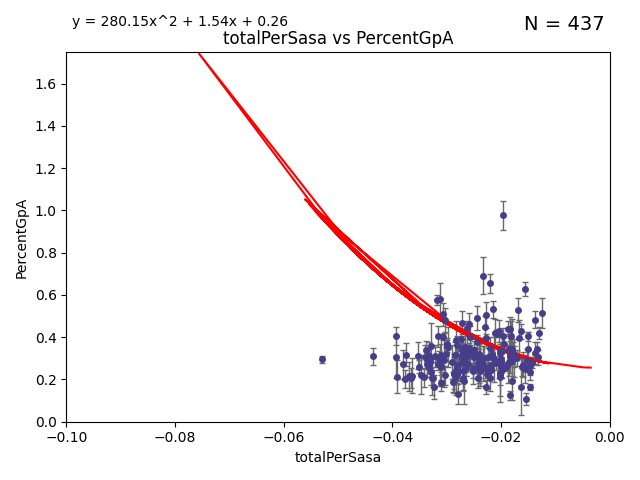 y = 280.15x^2 + 1.54x + 0.26
N = 437
totalPerSasa vs PercentGpA
1.6
1.4
1.2
1.0
0.8
0.6
0.4
0.2
0.0
PercentGpA
−0.10 −0.08 −0.06 −0.04 −0.02 0.00
totalPerSasa